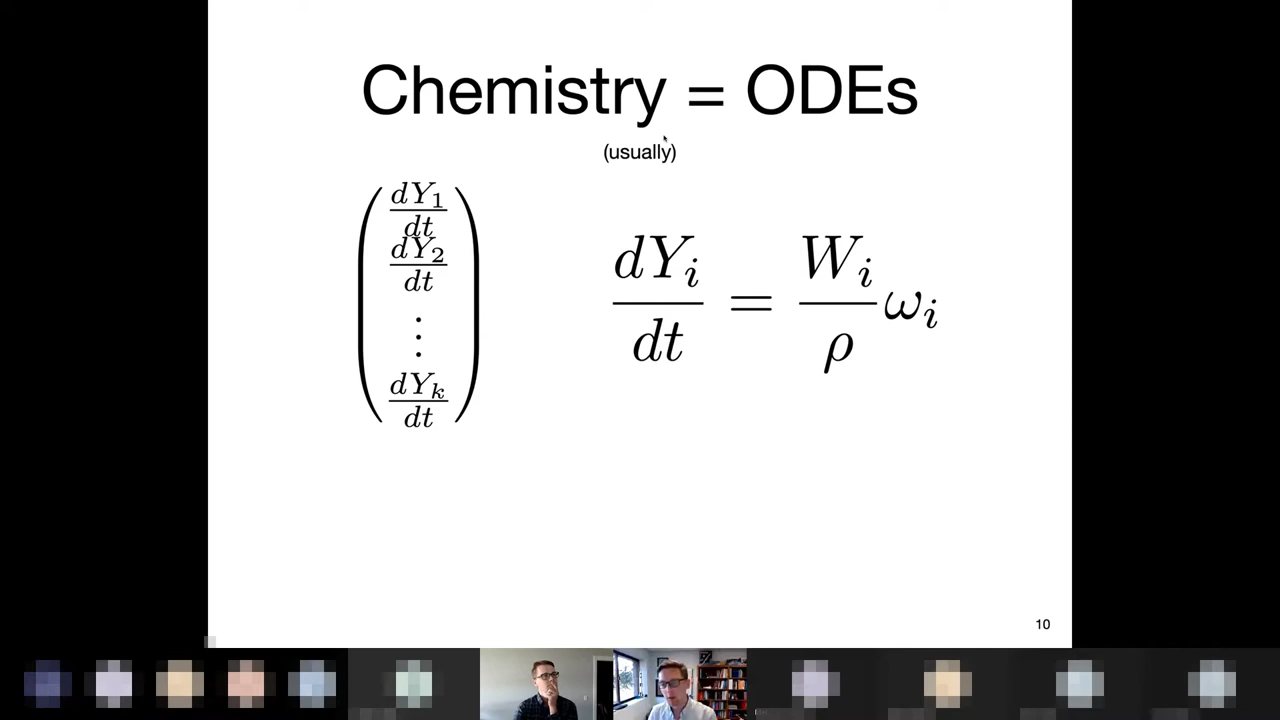 Chemistry = ODEs
(usually)
dY₁/dt
dY₂/dt
⋮
dYₖ/dt
dYᵢ/dt = Wᵢ/ρ ωᵢ
10